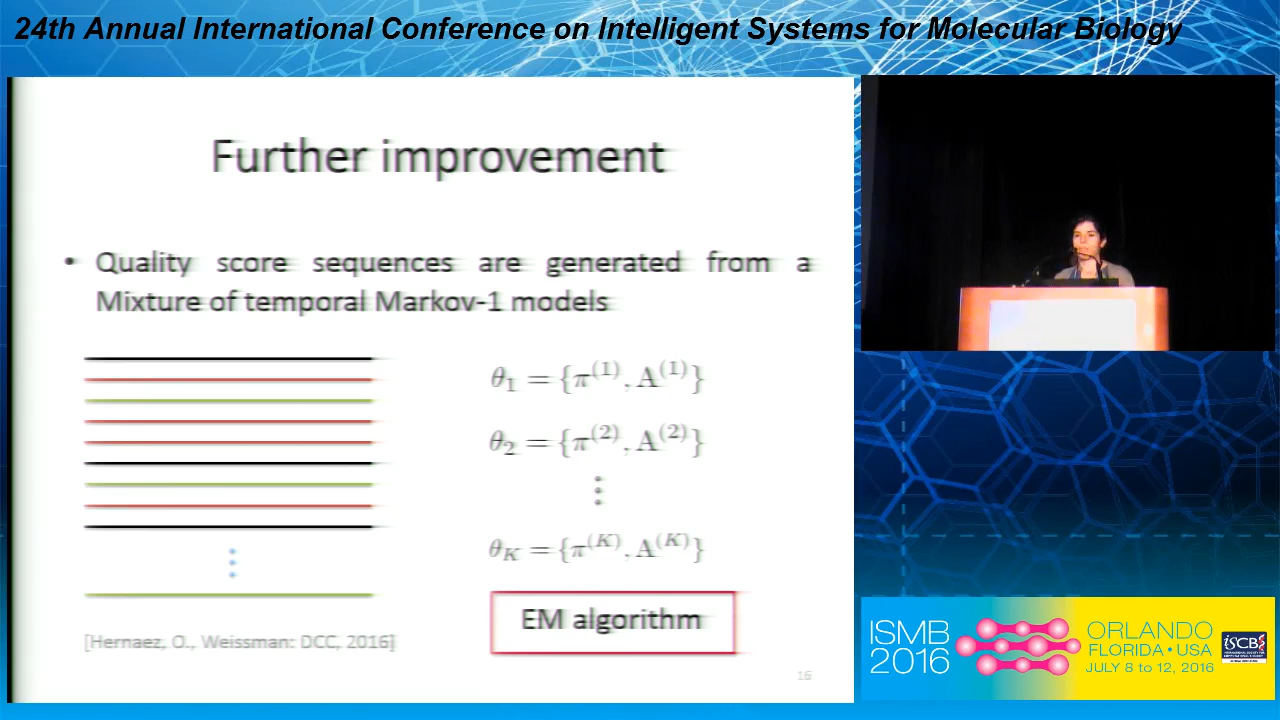 24th Annual International Conference on Intelligent Systems for Molecular Biology
Further improvement
• Quality score sequences are generated from a
Mixture of temporal Markov-1 models
θ₁ = {π⁽¹⁾, A⁽¹⁾}
θ₂ = {π⁽²⁾, A⁽²⁾}
⋮
θ_K = {π^(K), A^(K)}
⋮
EM algorithm
[Hernaez, O., Weissman: DCC, 2016]
16
ISMB
2016
ORLANDO
FLORIDA • USA
JULY 8 to 12, 2016
ISCB